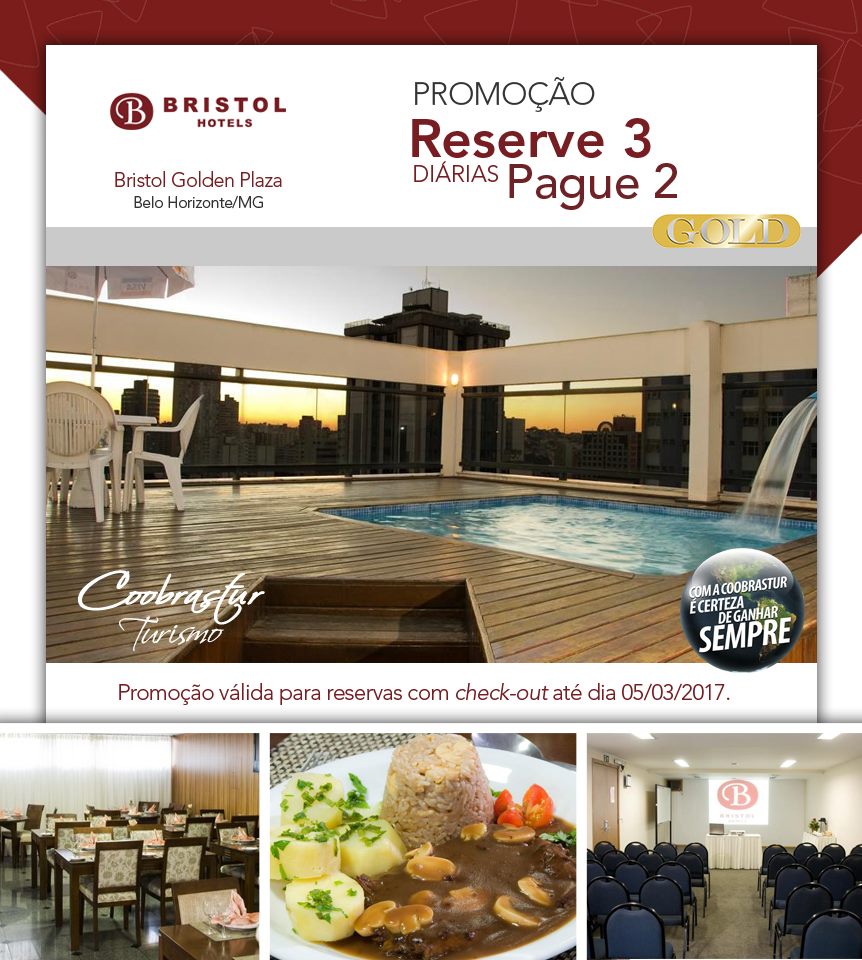 BRISTOL
HOTELS
Bristol Golden Plaza
Belo Horizonte/MG
PROMOÇÃO
Reserve 3
DIÁRIAS Pague 2
GOLD
Coobrastur
Turismo
COM A COOBRASTUR
É CERTEZA
DE GANHAR
SEMPRE
Promoção válida para reservas com check-out até dia 05/03/2017.
BRISTOL